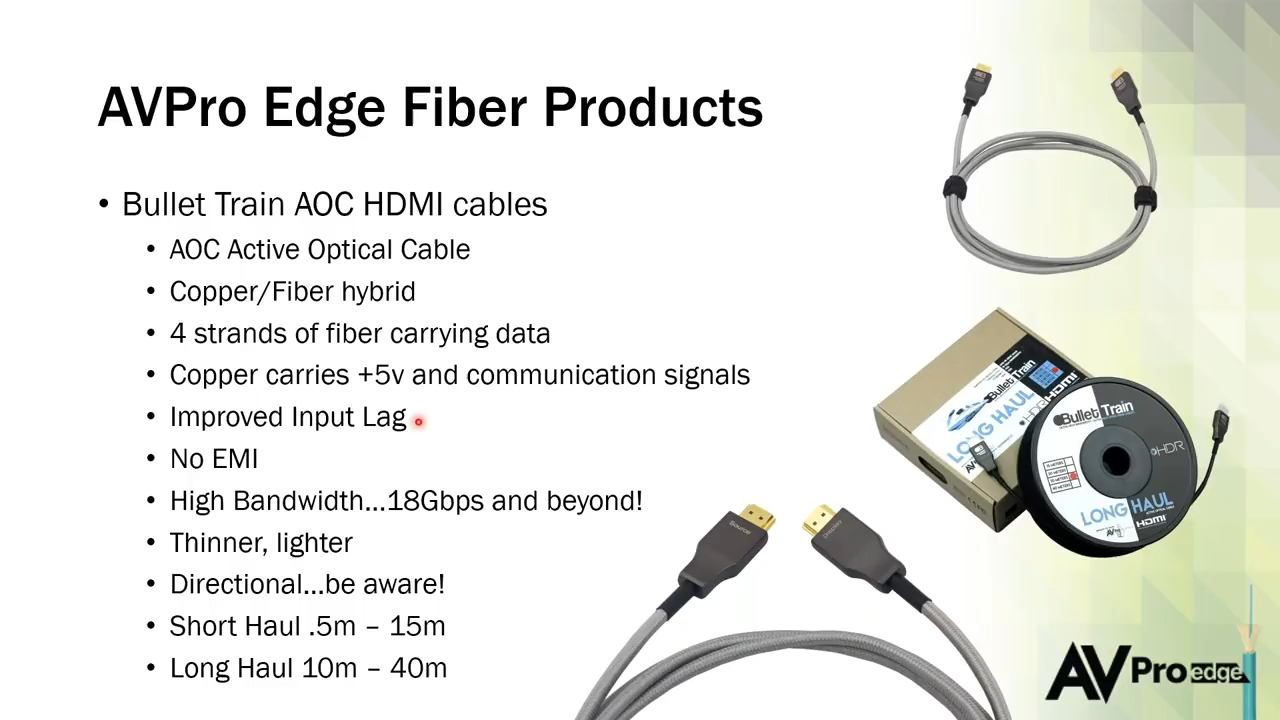 AVPro Edge Fiber Products
• Bullet Train AOC HDMI cables
• AOC Active Optical Cable
• Copper/Fiber hybrid
• 4 strands of fiber carrying data
• Copper carries +5v and communication signals
• Improved Input Lag
• No EMI
• High Bandwidth...18Gbps and beyond!
• Thinner, lighter
• Directional...be aware!
• Short Haul .5m – 15m
• Long Haul 10m – 40m
Bullet Train
LONG HAUL
HDR
HDMI
Bullet Train
HDR
LONG HAUL
HDMI
Source
Display
AVPro edge